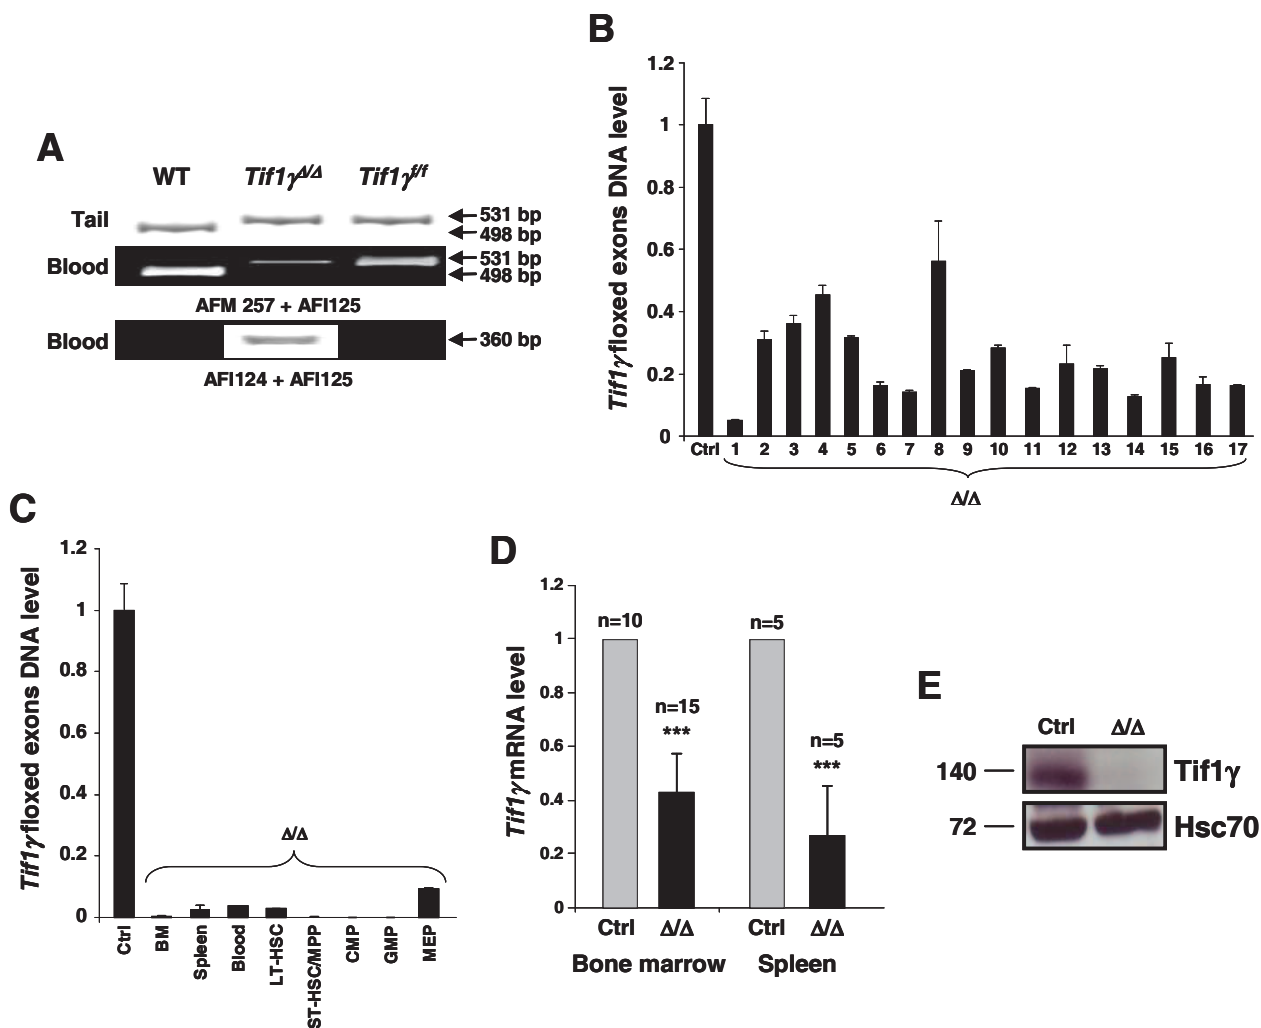 A
WT Tif1γΔ/Δ Tif1γf/f
Tail
531 bp
498 bp
Blood
531 bp
498 bp
AFM 257 + AFI125
Blood
360 bp
AFI124 + AFI125
B
Tif1γ floxed exons DNA level
1.2
1
0.8
0.6
0.4
0.2
0
Ctrl 1 2 3 4 5 6 7 8 9 10 11 12 13 14 15 16 17
Δ/Δ
C
Tif1γ floxed exons DNA level
1.2
1
0.8
0.6
0.4
0.2
0
Δ/Δ
Ctrl
BM
Spleen
Blood
LT-HSC
ST-HSC/MPP
CMP
GMP
MEP
D
Tif1γ mRNA level
1.2
1
0.8
0.6
0.4
0.2
0
n=10
n=15
***
n=5
n=5
***
Ctrl Δ/Δ Ctrl Δ/Δ
Bone marrow Spleen
E
Ctrl Δ/Δ
140 Tif1γ
72 Hsc70